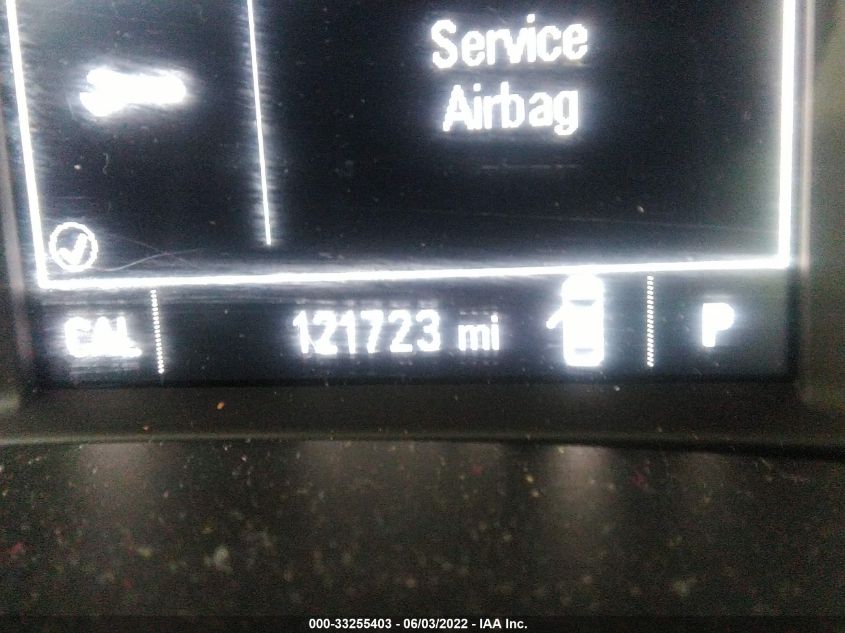 Service
Airbag
CAL
121723 mi
P
000-33255403 - 06/03/2022 - IAA Inc.